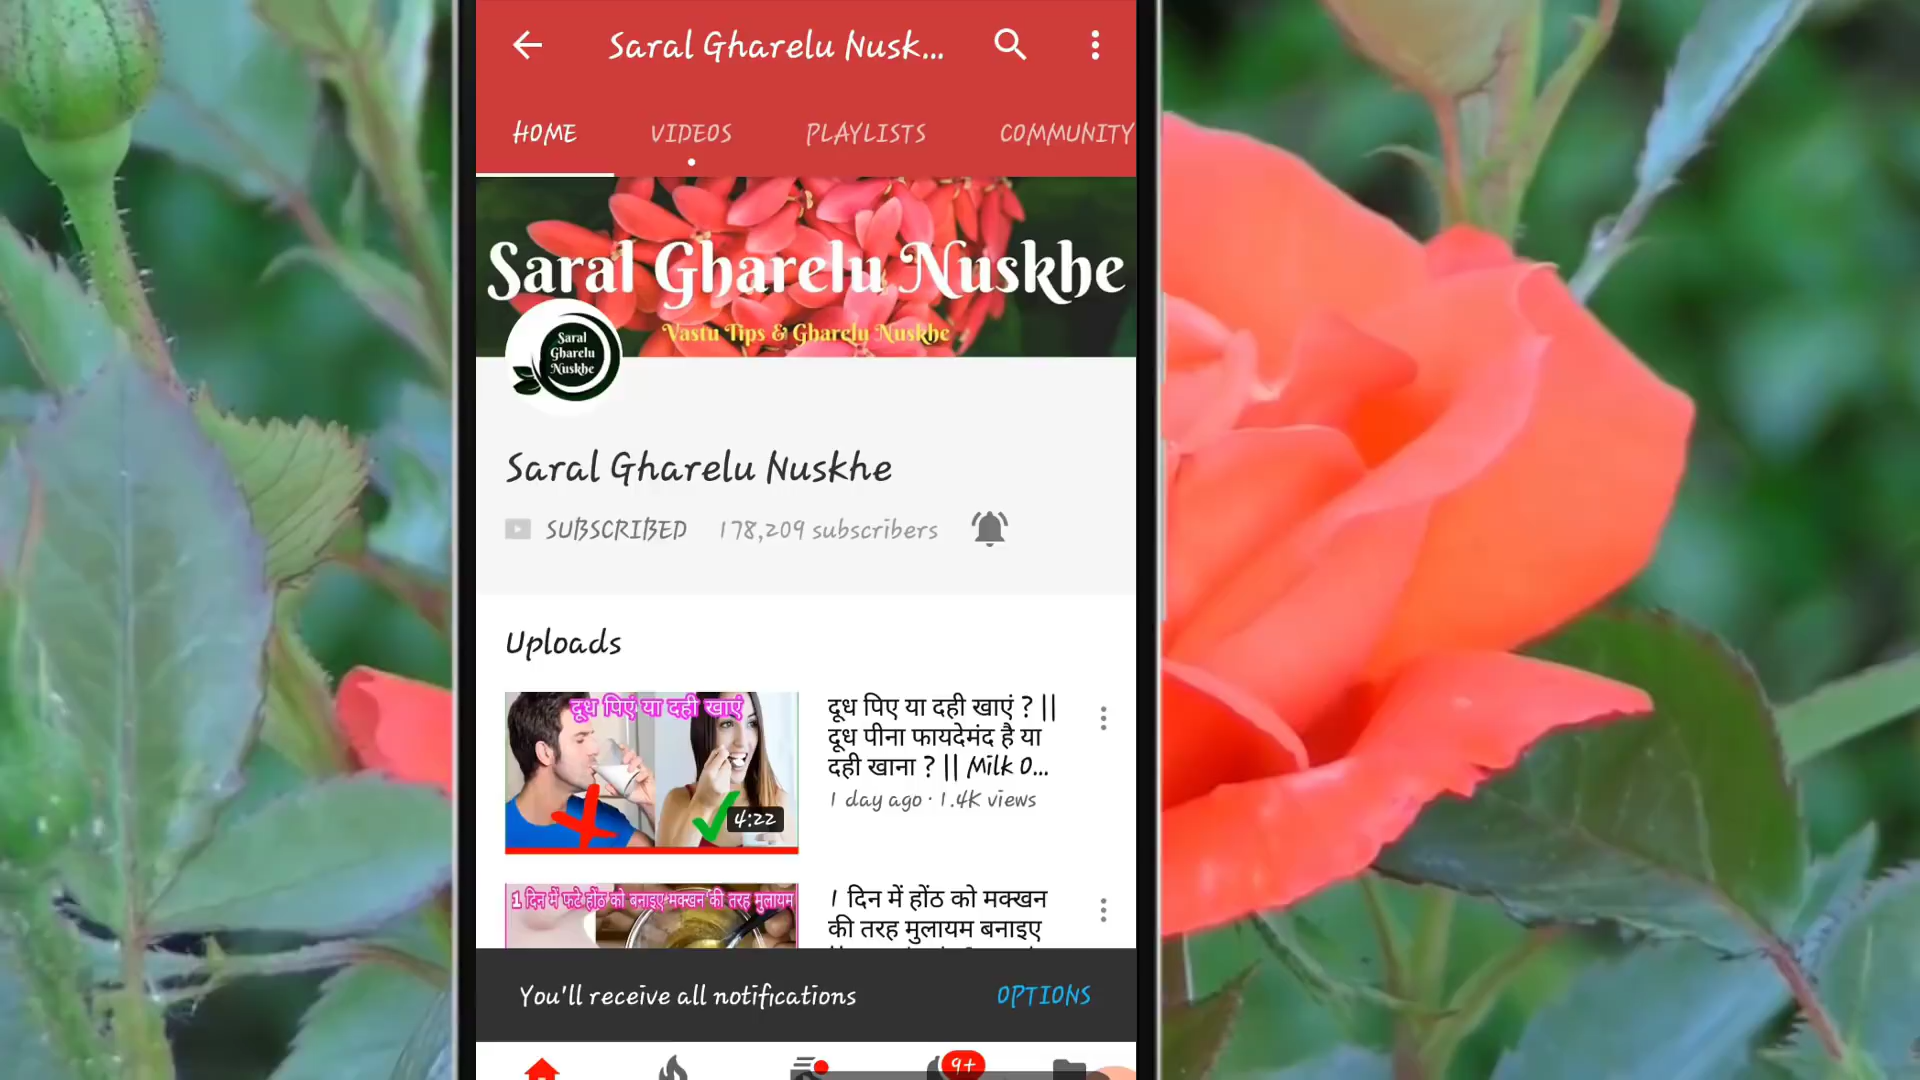 Saral Gharelu Nusk...
HOME VIDEOS PLAYLISTS COMMUNITY
Saral Gharelu Nuskhe
Vastu Tips & Gharelu Nuskhe
Saral
Gharelu
Nuskhe
Saral Gharelu Nuskhe
SUBSCRIBED 178,209 subscribers
Uploads
दूध पिएं या दही खाएं
4:22
दूध पिए या दही खाएं ? ||
दूध पीना फायदेमंद है या
दही खाना ? || Milk O...
1 day ago · 1.4K views
1 दिन में फटे होंठ को बनाइए मक्खन की तरह मुलायम
1 दिन में होंठ को मक्खन
की तरह मुलायम बनाइए
You'll receive all notifications OPTIONS
9+